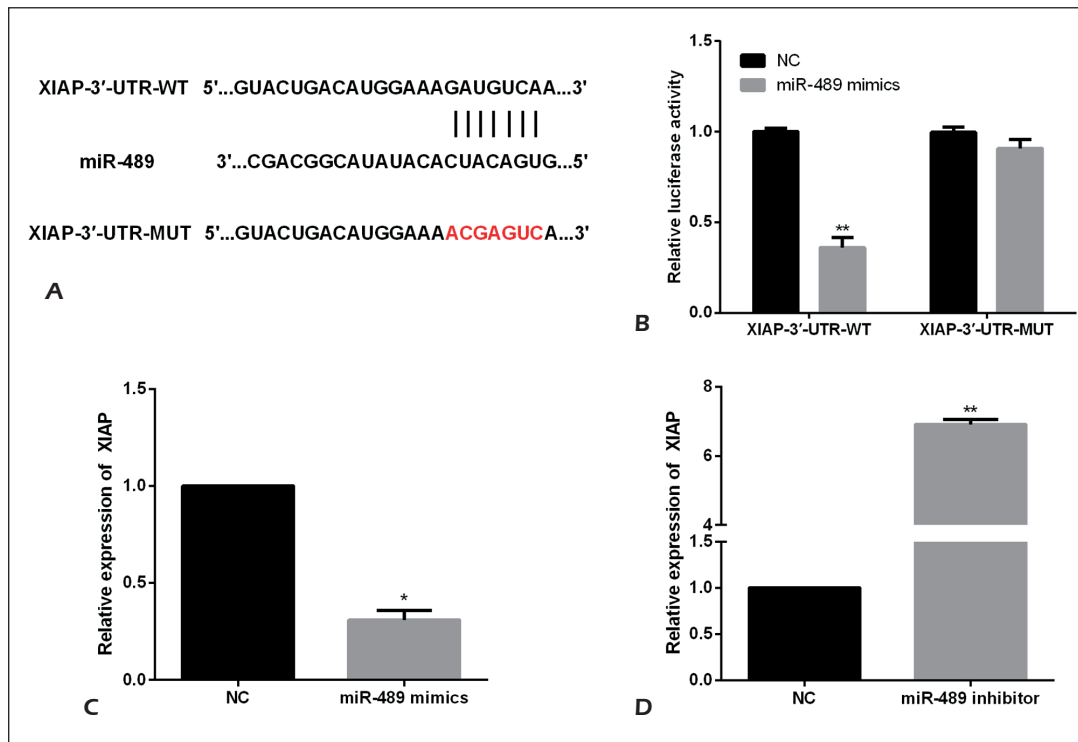 XIAP-3′-UTR-WT 5'...GUACUGACAUGGAAAGAUGUCAA...3'
miR-489 3'...CGACGGCAUAUACACUACAGUG...5'
XIAP-3′-UTR-MUT 5'...GUACUGACAUGGAAAACGAGUCA...3'
A
NC
miR-489 mimics
Relative luciferase activity
1.5
1.0
0.5
0.0
**
XIAP-3′-UTR-WT XIAP-3′-UTR-MUT
B
Relative expression of XIAP
1.5
1.0
0.5
0.0
*
NC miR-489 mimics
C
Relative expression of XIAP
8
6
4
1.5
1.0
0.5
0.0
**
NC miR-489 inhibitor
D